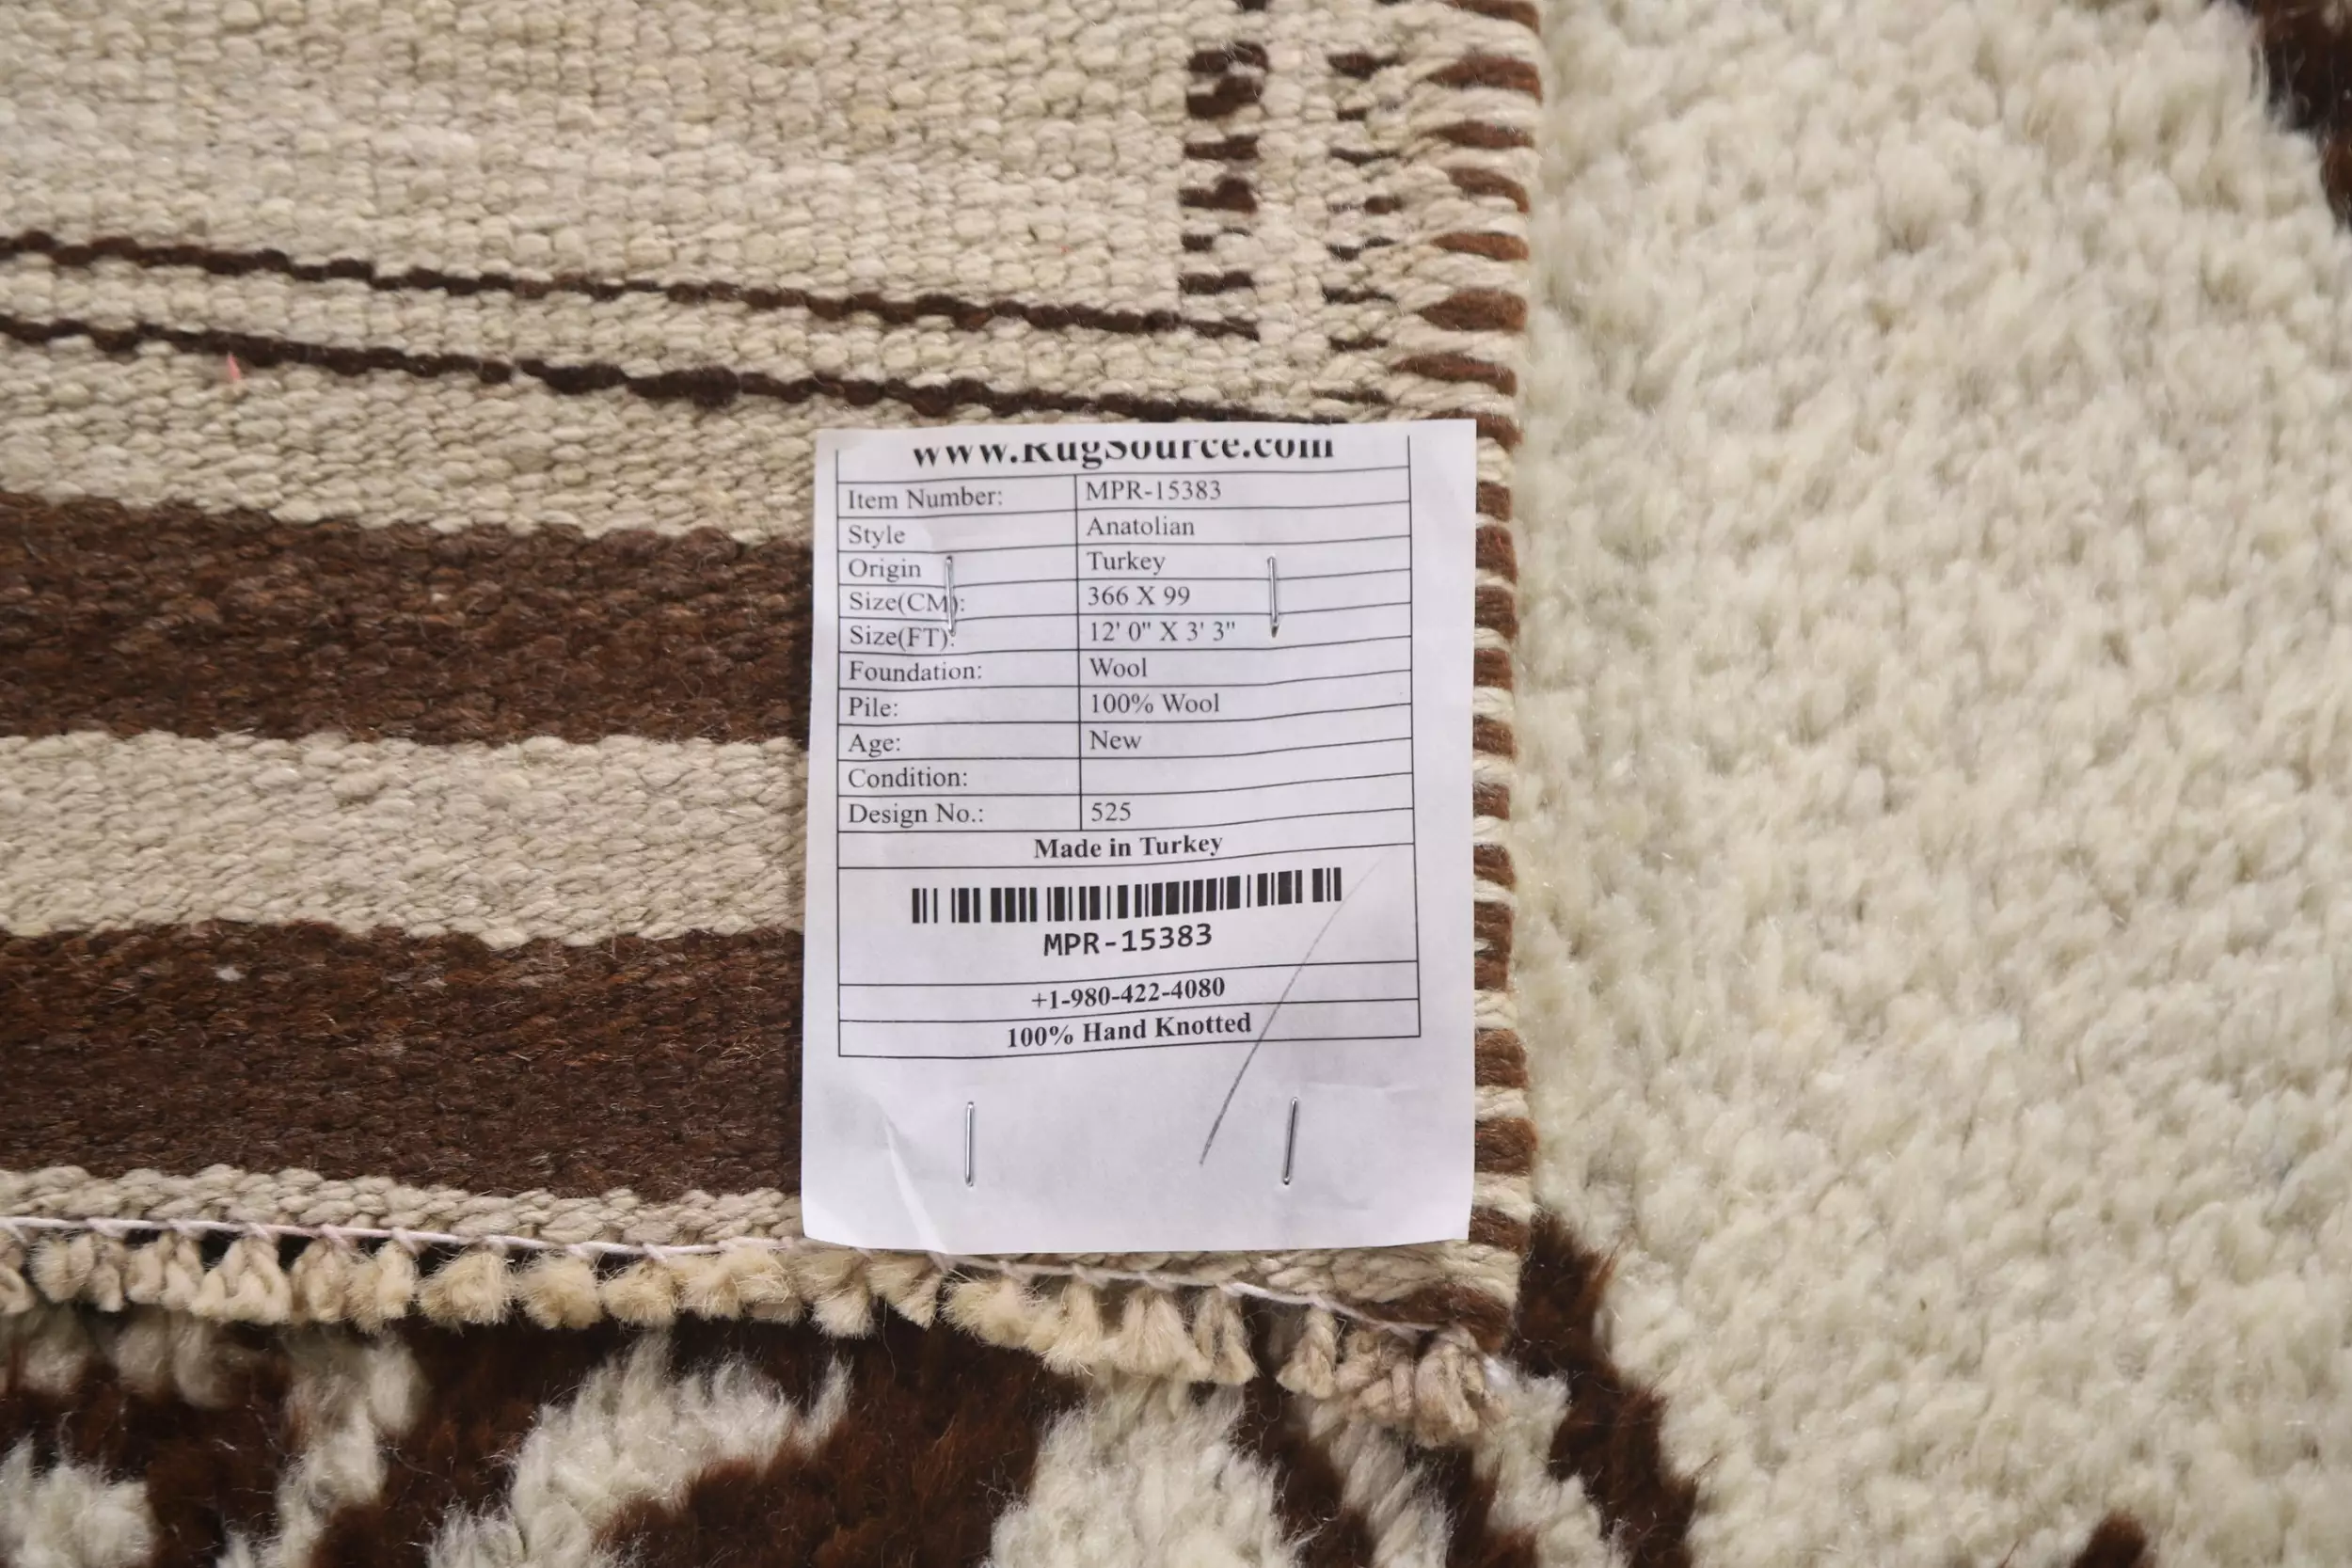 www.RugSource.com
Item Number: MPR-15383
Style Anatolian
Origin Turkey
Size(CM): 366 X 99
Size(FT): 12' 0" X 3' 3"
Foundation: Wool
Pile: 100% Wool
Age: New
Condition:
Design No.: 525
Made in Turkey
MPR-15383
+1-980-422-4080
100% Hand Knotted